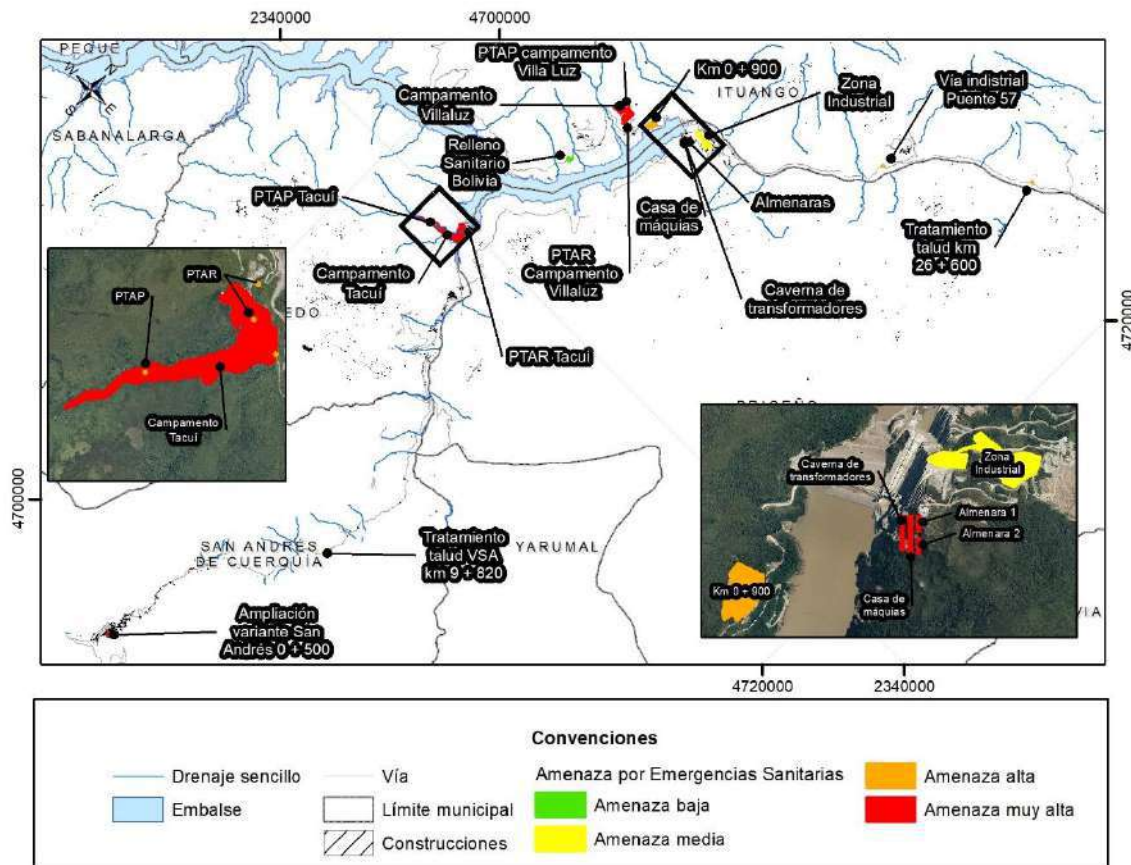 2340000
4700000
PEQUE
N
N
S
E
SABANALARGA
PTAP campamento
Villa Luz
Km 0 + 900
Campamento
Villaluz
Zona
Industrial
ITUANGO
Vía indistrial
Puente 57
Relleno
Sanitario
Bolivia
PTAP Tacuí
Casa de
máquias
Almenaras
Campamento
Tacuí
PTAR
Campamento
Villaluz
Caverna de
transformadores
Tratamiento
talud km
26 + 600
PTAR Tacuí
PTAR
PTAP
EDO
Campamento
Tacuí
4720000
4700000
Caverna de
transformadores
Zona
Industrial
Almenara 1
Almenara 2
Km 0 + 900
Casa de
máquias
VIA
SAN ANDRÉS
DE CUERQUÍA
Tratamiento
talud VSA
km 9 + 820
YARUMAL
Ampliación
variante San
Andrés 0 + 500
4720000
2340000
Convenciones
Drenaje sencillo
Embalse
Vía
Límite municipal
Construcciones
Amenaza por Emergencias Sanitarias
Amenaza baja
Amenaza media
Amenaza alta
Amenaza muy alta